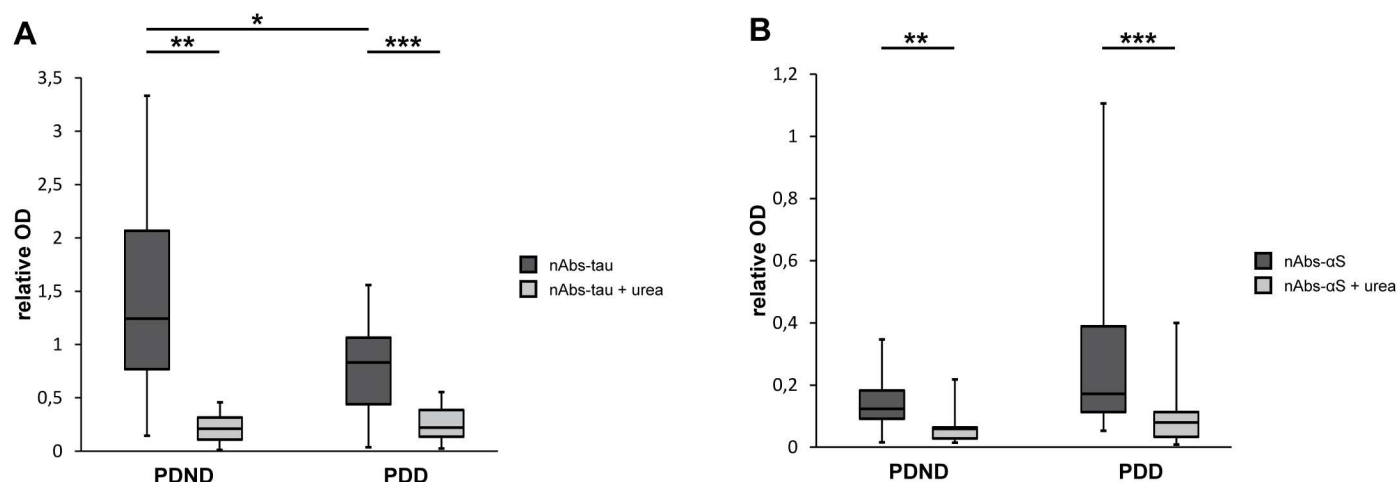 A
*
**
***
relative OD
3,5
3
2,5
2
1,5
1
0,5
0
PDND
PDD
nAbs-tau
nAbs-tau + urea
B
**
***
relative OD
1,2
1
0,8
0,6
0,4
0,2
0
PDND
PDD
nAbs-αS
nAbs-αS + urea